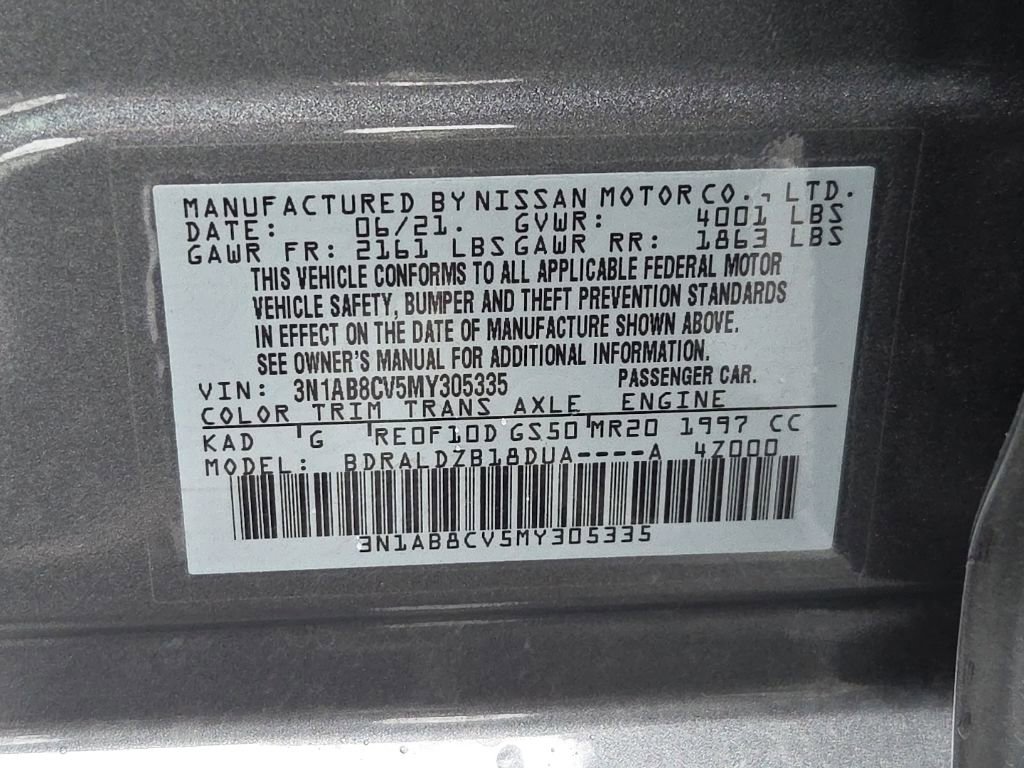 MANUFACTURED BY NISSAN MOTOR CO., LTD.
DATE: 06/21. GVWR: 4001 LBS
GAWR FR: 2161 LBS GAWR RR: 1863 LBS
THIS VEHICLE CONFORMS TO ALL APPLICABLE FEDERAL MOTOR
VEHICLE SAFETY, BUMPER AND THEFT PREVENTION STANDARDS
IN EFFECT ON THE DATE OF MANUFACTURE SHOWN ABOVE.
SEE OWNER'S MANUAL FOR ADDITIONAL INFORMATION.
VIN: 3N1AB8CV5MY305335 PASSENGER CAR.
COLOR TRIM TRANS AXLE ENGINE
KAD G RE0F10D GS50 MR20 1997 CC
MODEL: BDRALDZB18DUA----A 4Z000
3N1AB8CV5MY305335